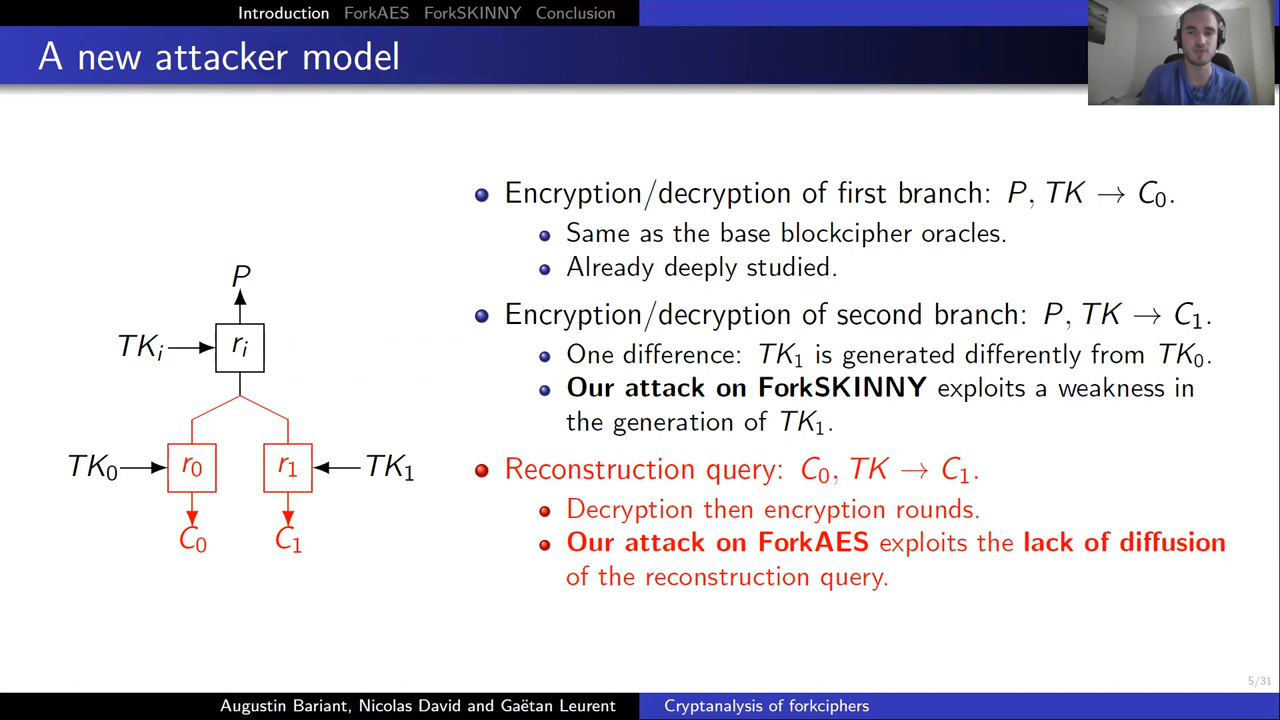 Introduction ForkAES ForkSKINNY Conclusion
A new attacker model
Encryption/decryption of first branch: P, TK → C₀.
Same as the base blockcipher oracles.
Already deeply studied.
Encryption/decryption of second branch: P, TK → C₁.
One difference: TK₁ is generated differently from TK₀.
Our attack on ForkSKINNY exploits a weakness in
the generation of TK₁.
Reconstruction query: C₀, TK → C₁.
Decryption then encryption rounds.
Our attack on ForkAES exploits the lack of diffusion
of the reconstruction query.
P
TKᵢ rᵢ
TK₀ r₀ r₁ TK₁
C₀ C₁
5/31
Augustin Bariant, Nicolas David and Gaëtan Leurent Cryptanalysis of forkciphers